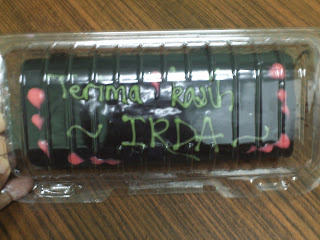 Terima kasih
~ IRDA ~